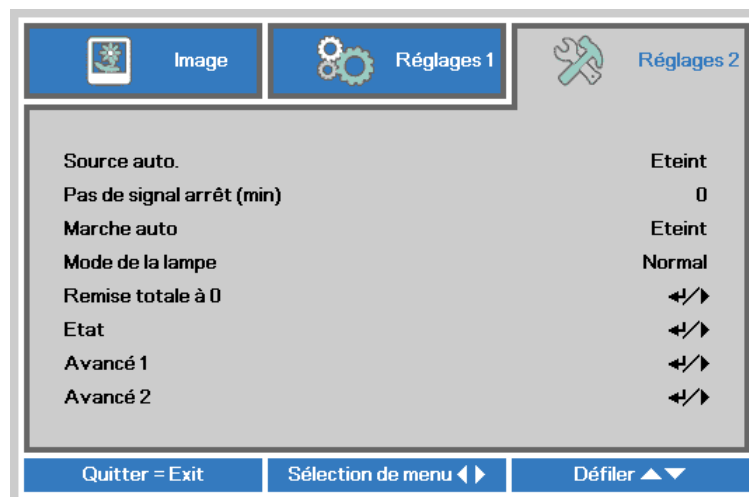 Image
Réglages 1
Réglages 2
Source auto. Eteint
Pas de signal arrêt (min) 0
Marche auto Eteint
Mode de la lampe Normal
Remise totale à 0 ↵/▶
Etat ↵/▶
Avancé 1 ↵/▶
Avancé 2 ↵/▶
Quitter = Exit
Sélection de menu ◀▶
Défiler ▲▼